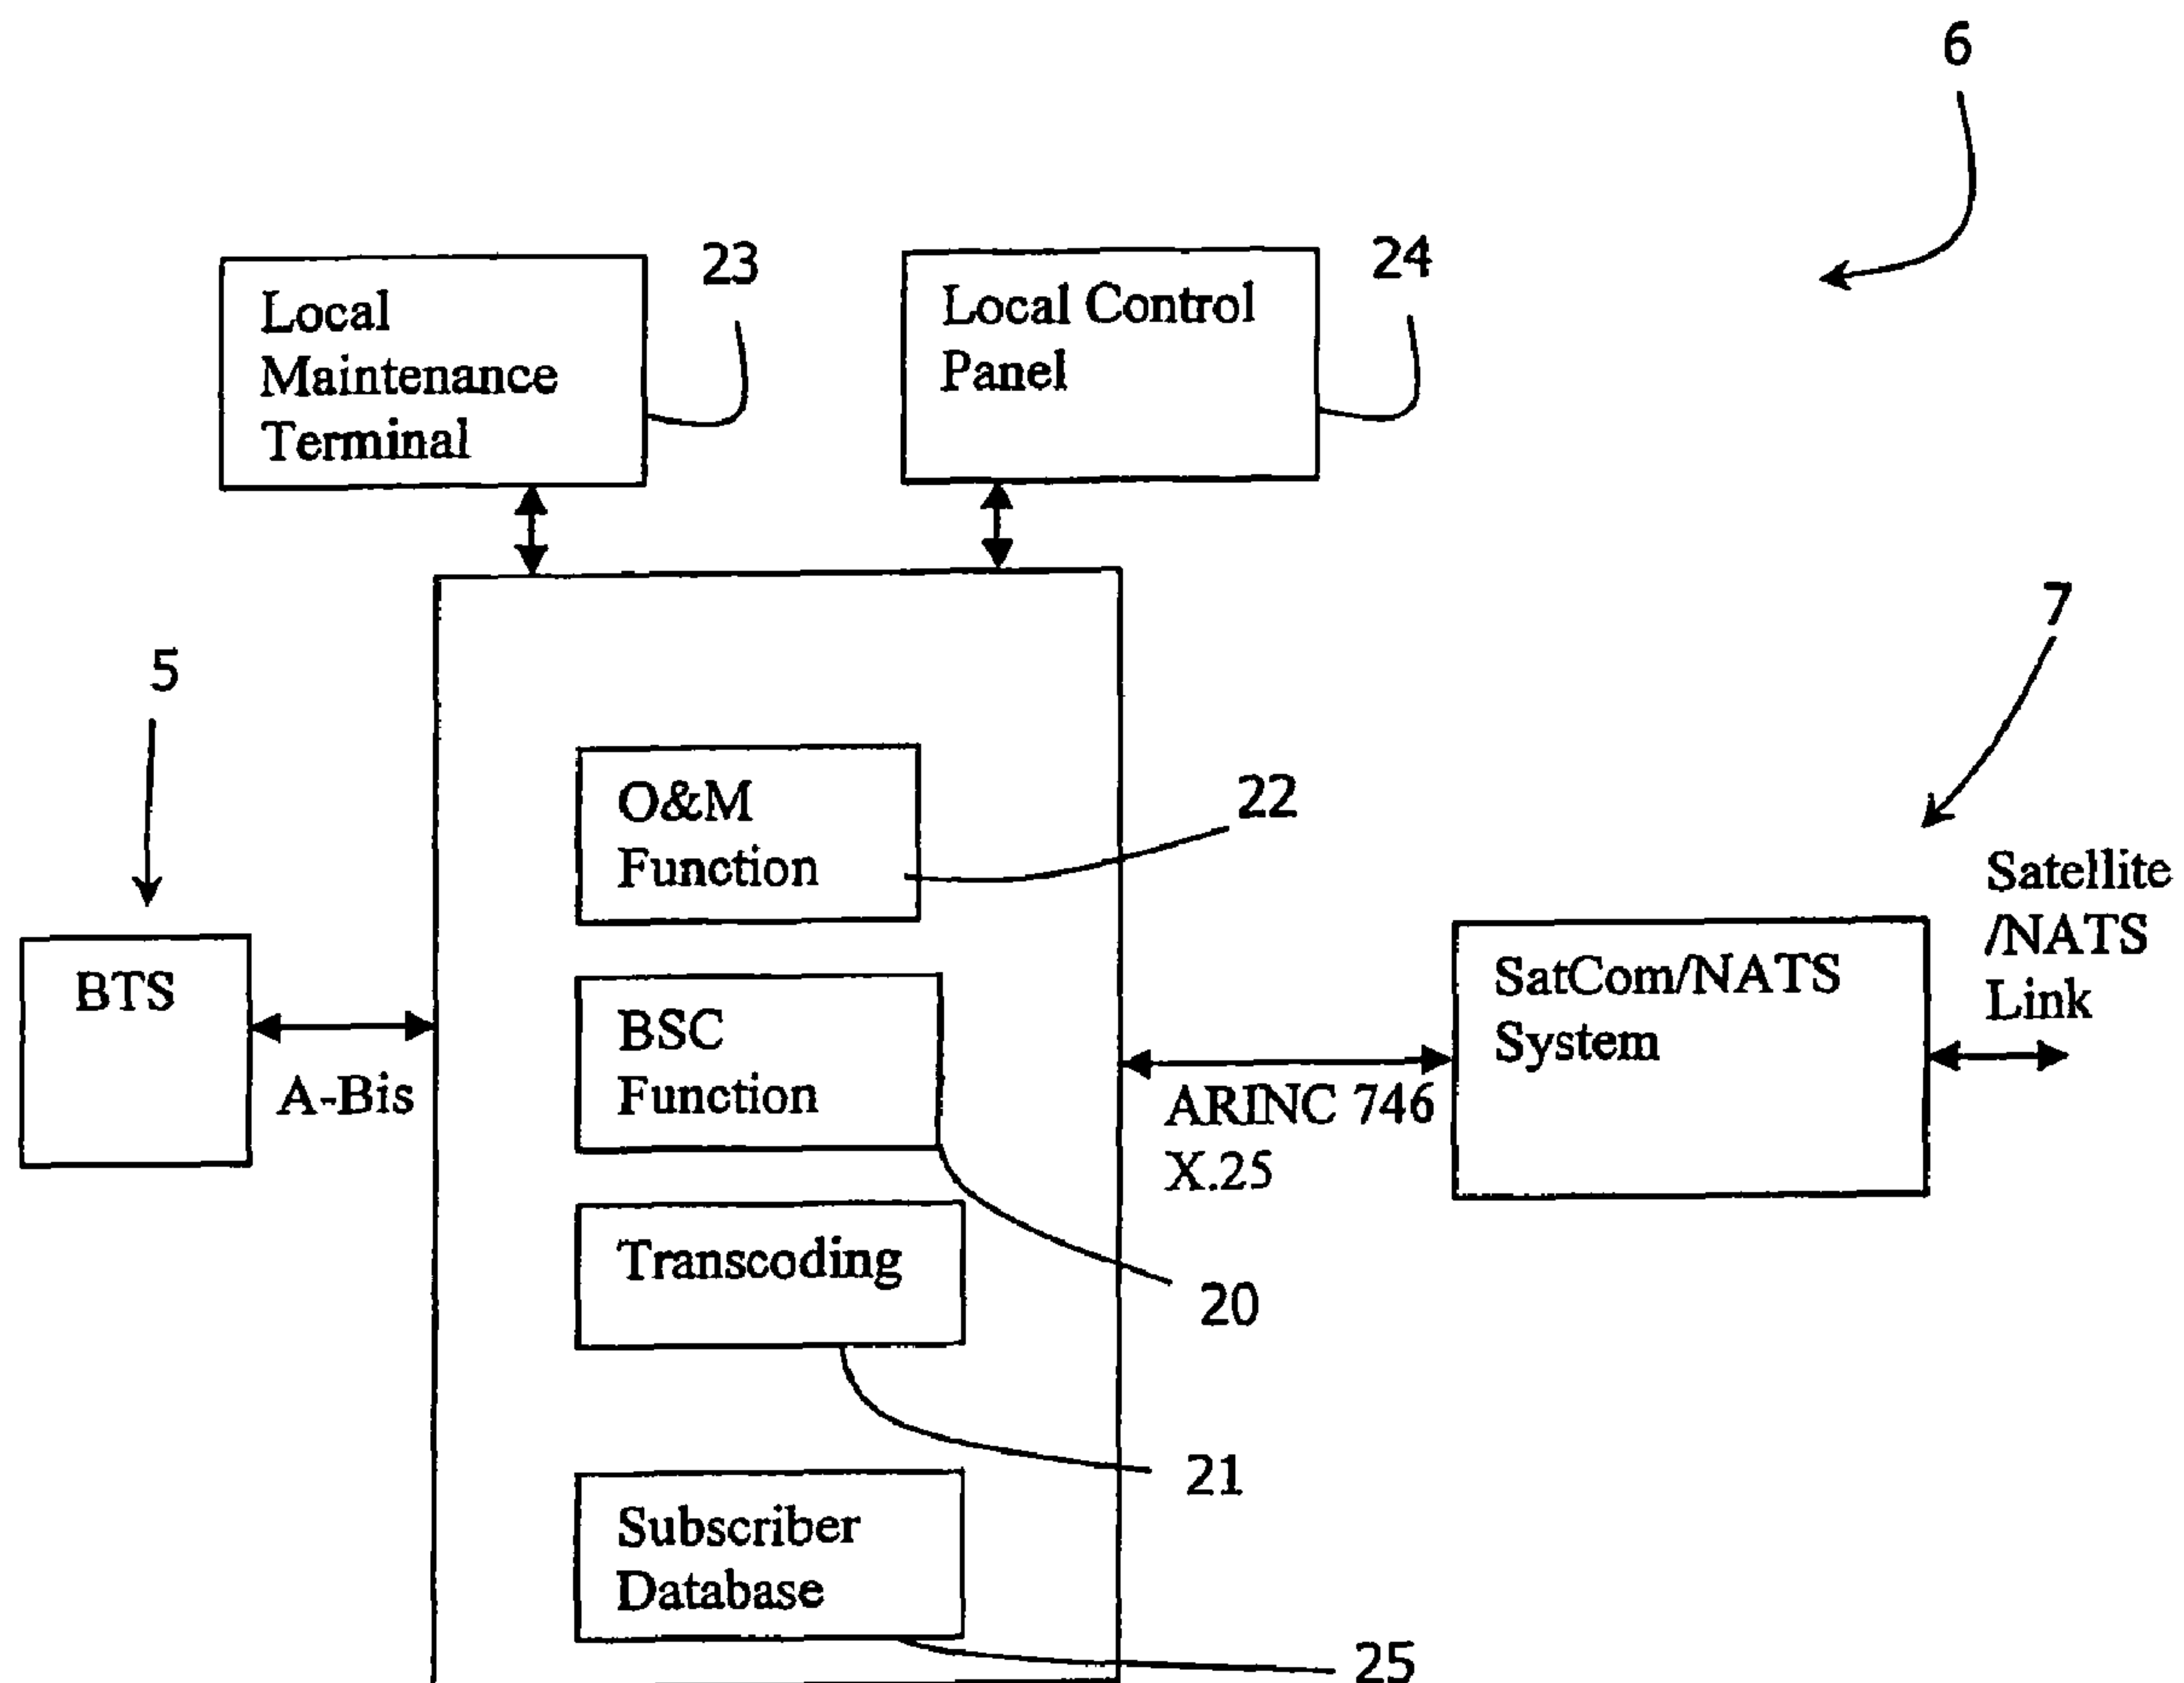 6
23
24
Local
Maintenance
Terminal
Local Control
Panel
7
5
22
O&M
Function
Satellite
/NATS
Link
BTS
SatCom/NATS
System
BSC
Function
A-Bis
ARINC 746
X.25
Transcoding
20
21
Subscriber
Database
25